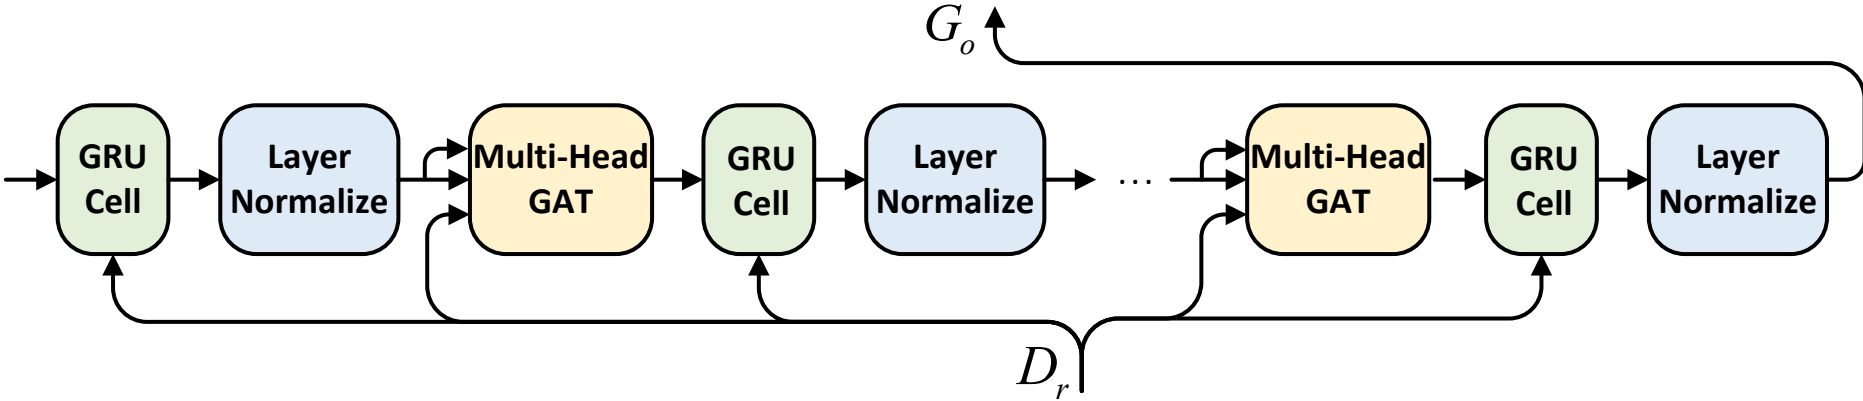 G_o
GRU
Cell
Layer
Normalize
Multi-Head
GAT
GRU
Cell
Layer
Normalize
...
Multi-Head
GAT
GRU
Cell
Layer
Normalize
D_r